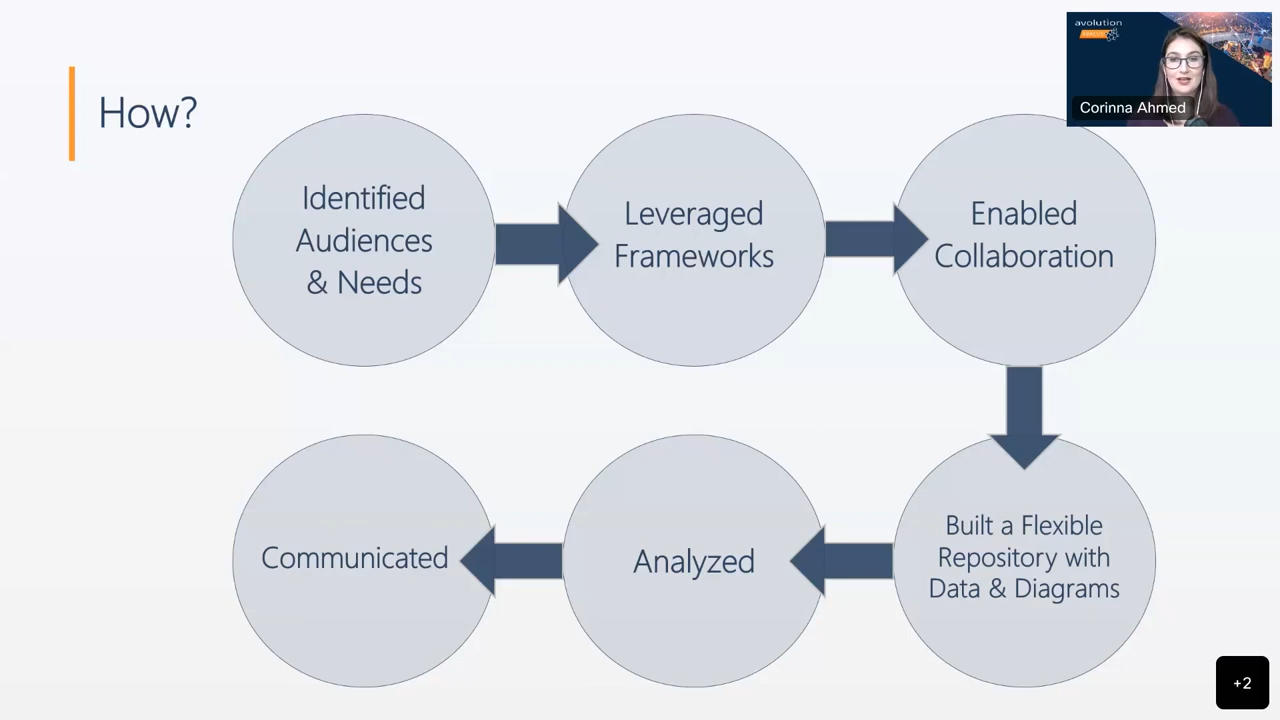 How?
Identified
Audiences
& Needs
Leveraged
Frameworks
Enabled
Collaboration
Built a Flexible
Repository with
Data & Diagrams
Analyzed
Communicated
avolution
Corinna Ahmed
+2